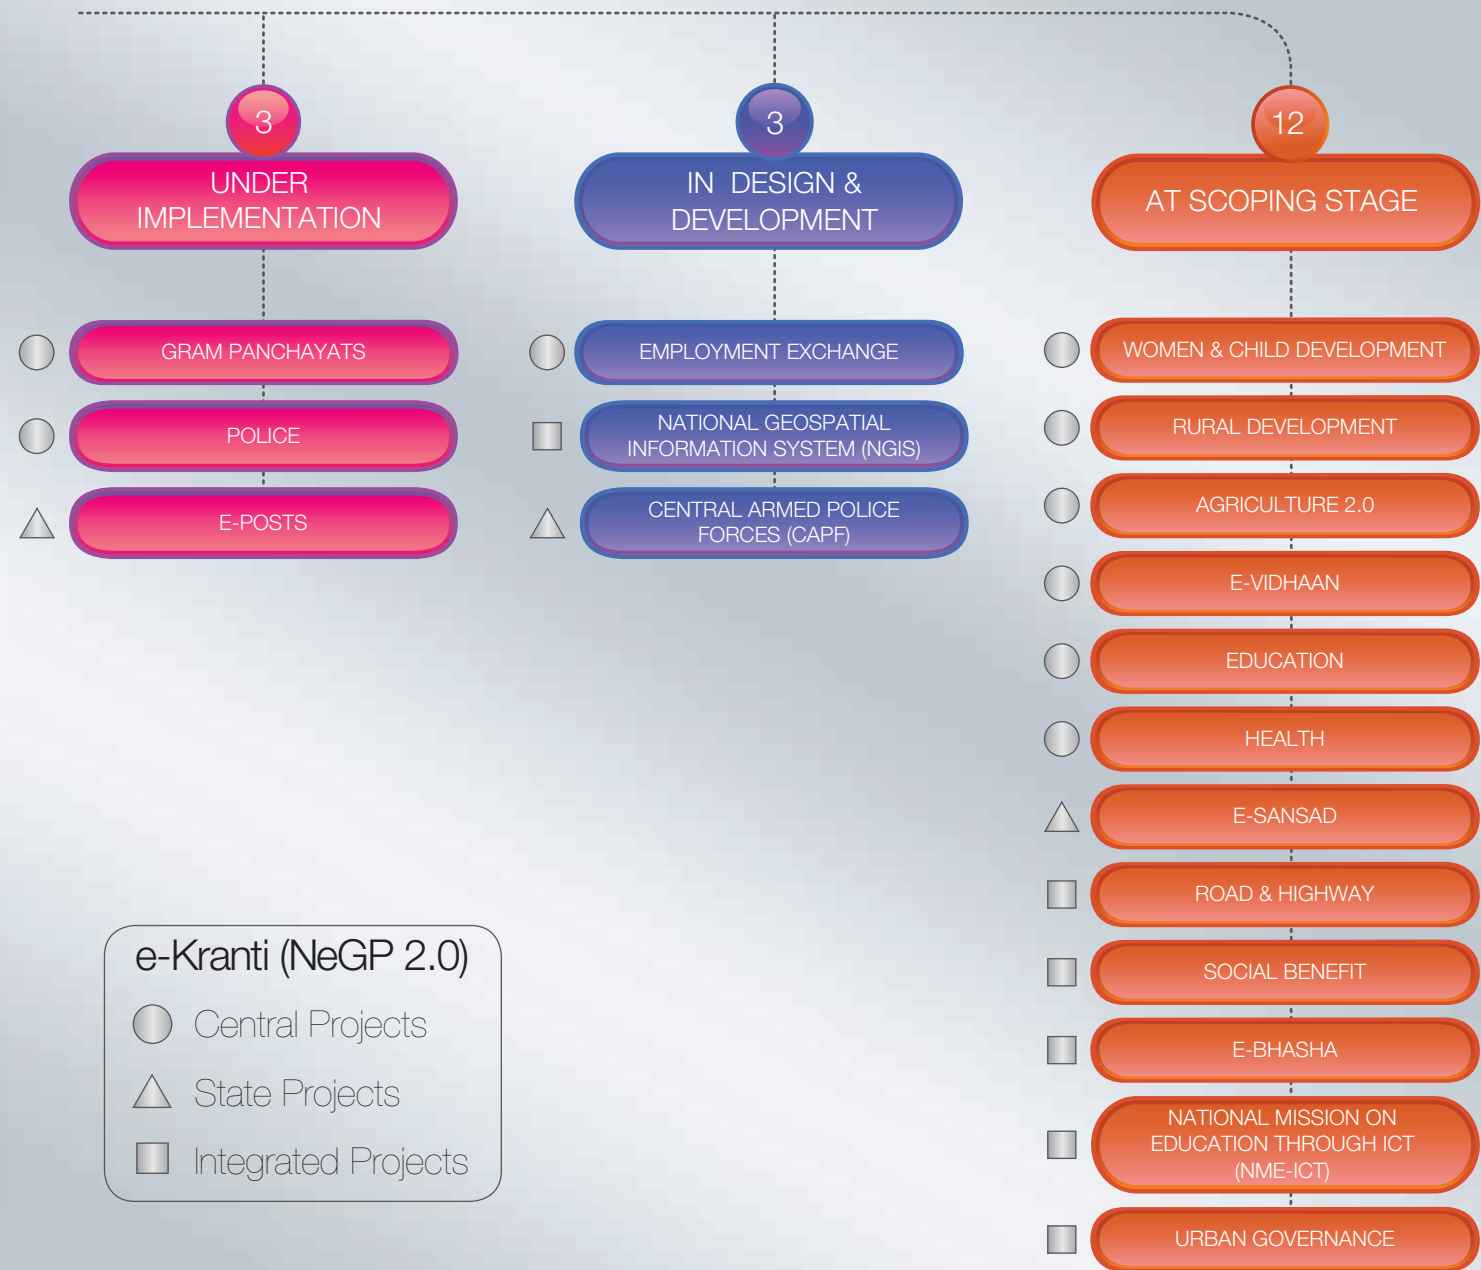 3
UNDER
IMPLEMENTATION
GRAM PANCHAYATS
POLICE
E-POSTS
3
IN DESIGN &
DEVELOPMENT
EMPLOYMENT EXCHANGE
NATIONAL GEOSPATIAL
INFORMATION SYSTEM (NGIS)
CENTRAL ARMED POLICE
FORCES (CAPF)
12
AT SCOPING STAGE
WOMEN & CHILD DEVELOPMENT
RURAL DEVELOPMENT
AGRICULTURE 2.0
E-VIDHAAN
EDUCATION
HEALTH
E-SANSAD
ROAD & HIGHWAY
SOCIAL BENEFIT
E-BHASHA
NATIONAL MISSION ON
EDUCATION THROUGH ICT
(NME-ICT)
URBAN GOVERNANCE
e-Kranti (NeGP 2.0)
Central Projects
State Projects
Integrated Projects